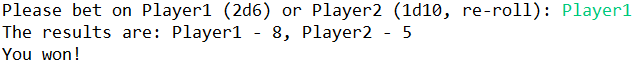 Please bet on Player1 (2d6) or Player2 (1d10, re-roll): Player1
The results are: Player1 - 8, Player2 - 5
You won!